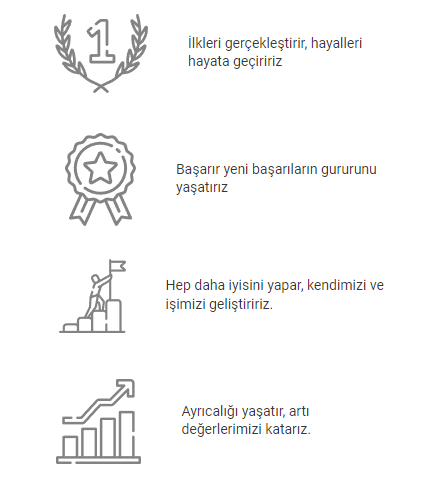 1
İlkleri gerçekleştirir, hayalleri
hayata geçiririz
Başarır yeni başarıların gururunu
yaşatırız
Hep daha iyisini yapar, kendimizi ve
işimizi geliştiririz.
Ayrıcalığı yaşatır, artı
değerlerimizi katarız.